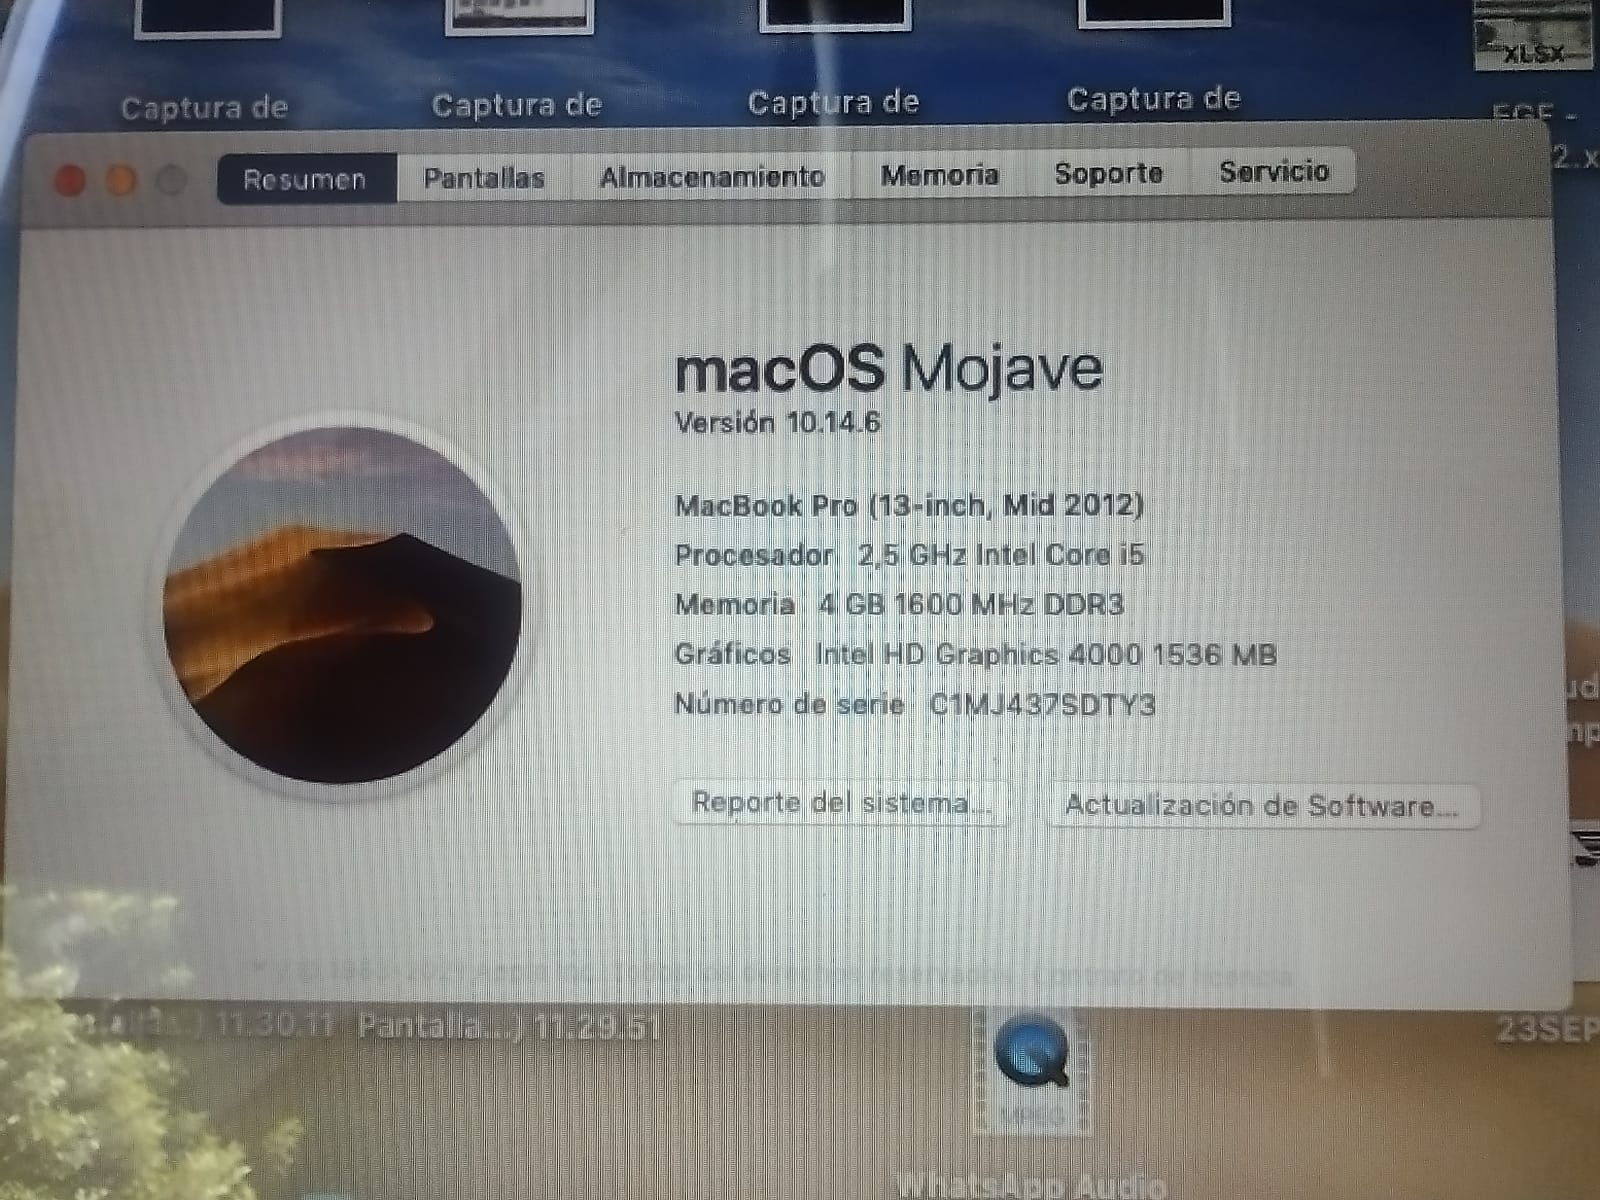 XLSX
Captura de
Captura de
Captura de
Captura de
2.x
Resumen
Pantallas
Almacenamiento
Memoria
Soporte
Servicio
macOS Mojave
Versión 10.14.6
MacBook Pro (13-inch, Mid 2012)
Procesador 2,5 GHz Intel Core i5
Memoria 4 GB 1600 MHz DDR3
Gráficos Intel HD Graphics 4000 1536 MB
Número de serie C1MJ437SDTY3
Reporte del sistema...
Actualización de Software...
11.30.11 Pantalla...) 11.29.51
23SEP
MPEG
WhatsApp Audio